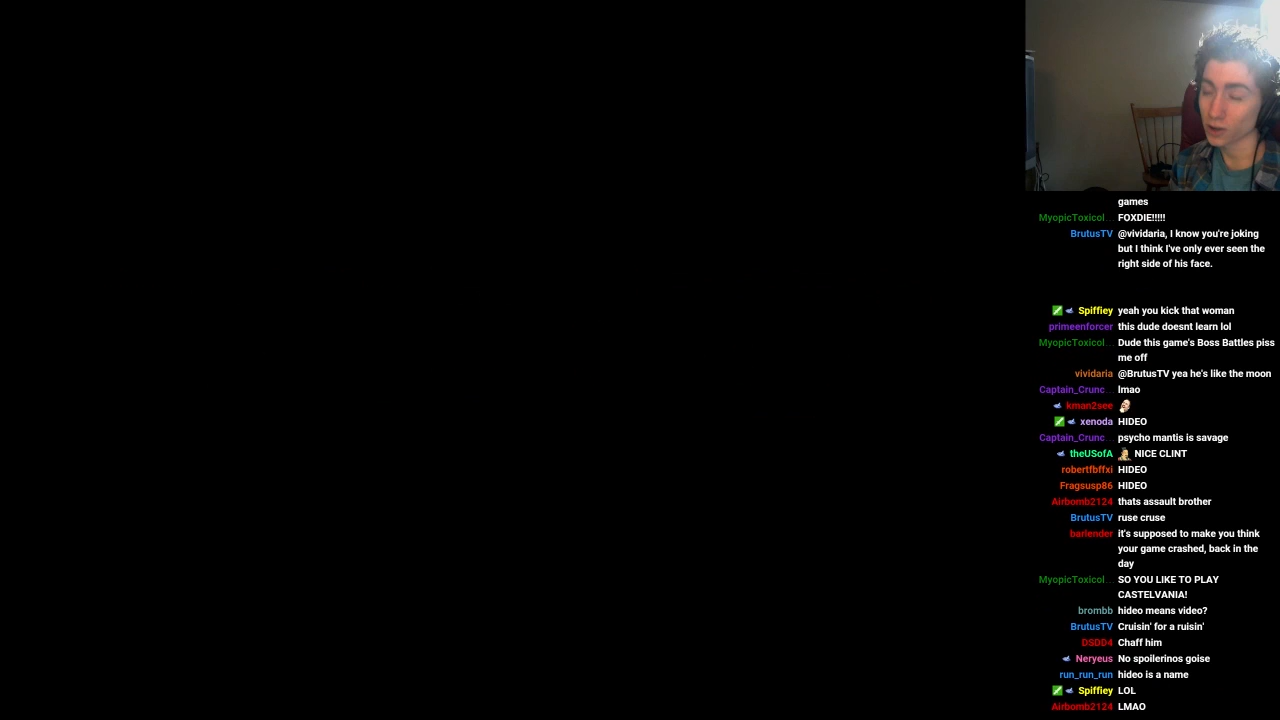 games
MyopicToxicol... FOXDIE!!!!!
BrutusTV @vividaria, I know you're joking
but I think I've only ever seen the
right side of his face.
Spiffiey yeah you kick that woman
primeenforcer this dude doesnt learn lol
MyopicToxicol... Dude this game's Boss Battles piss
me off
vividaria @BrutusTV yea he's like the moon
Captain_Crunc... lmao
kman2see
xenoda HIDEO
Captain_Crunc... psycho mantis is savage
theUSofA NICE CLINT
robertfbffxi HIDEO
Fragsusp86 HIDEO
Airbomb2124 thats assault brother
BrutusTV ruse cruse
barlender it's supposed to make you think
your game crashed, back in the
day
MyopicToxicol... SO YOU LIKE TO PLAY
CASTELVANIA!
brombb hideo means video?
BrutusTV Cruisin' for a ruisin'
DSDD4 Chaff him
Neryeus No spoilerinos goise
run_run_run hideo is a name
Spiffiey LOL
Airbomb2124 LMAO